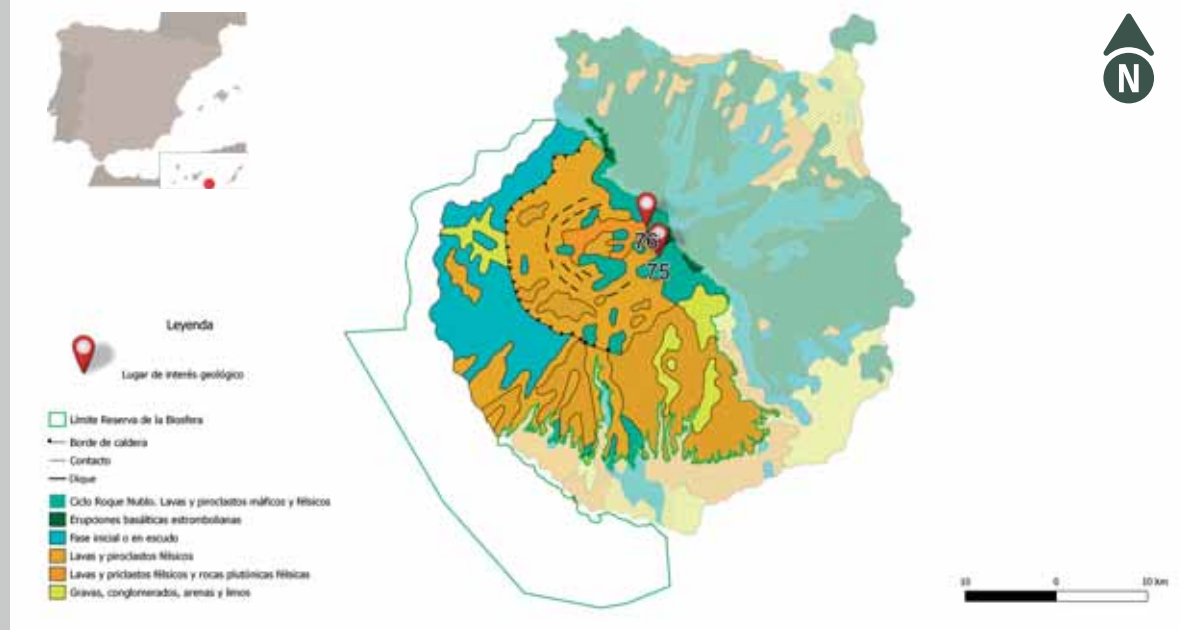 N
76
75
Leyenda
Lugar de interés geológico
Límite Reserva de la Biosfera
Borde de caldera
Contacto
Dique
Ciclo Roque Nublo. Lavas y piroclastos máficos y félsicos
Erupciones basálticas estrombolianas
Fase inicial o en escudo
Lavas y piroclastos félsicos
Lavas y priclastos félsicos y rocas plutónicas félsicas
Gravas, conglomerados, arenas y limos
10 0 10 km